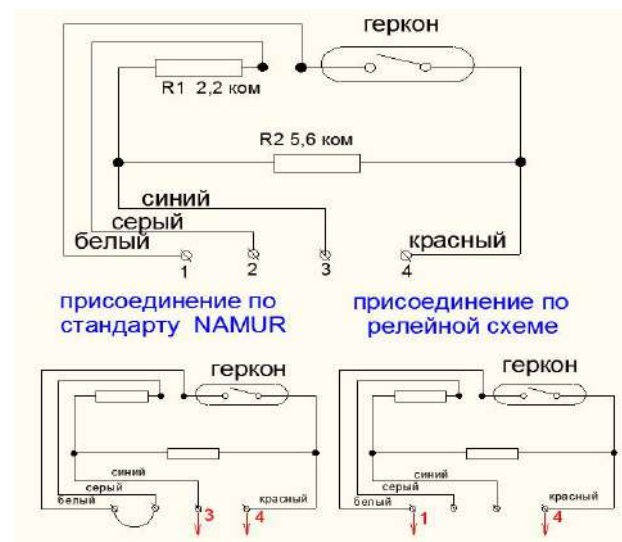 геркон
R1 2,2 ком
R2 5,6 ком
синий
серый
белый
красный
1
2
3
4
присоединение по
стандарту NAMUR
присоединение по
релейной схеме
геркон
синий
серый
белый
красный
3
4
геркон
синий
серый
белый
красный
1
4